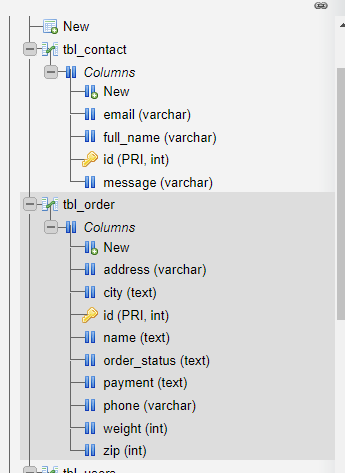 New
tbl_contact
Columns
New
email (varchar)
full_name (varchar)
id (PRI, int)
message (varchar)
tbl_order
Columns
New
address (varchar)
city (text)
id (PRI, int)
name (text)
order_status (text)
payment (text)
phone (varchar)
weight (int)
zip (int)
tbl_users